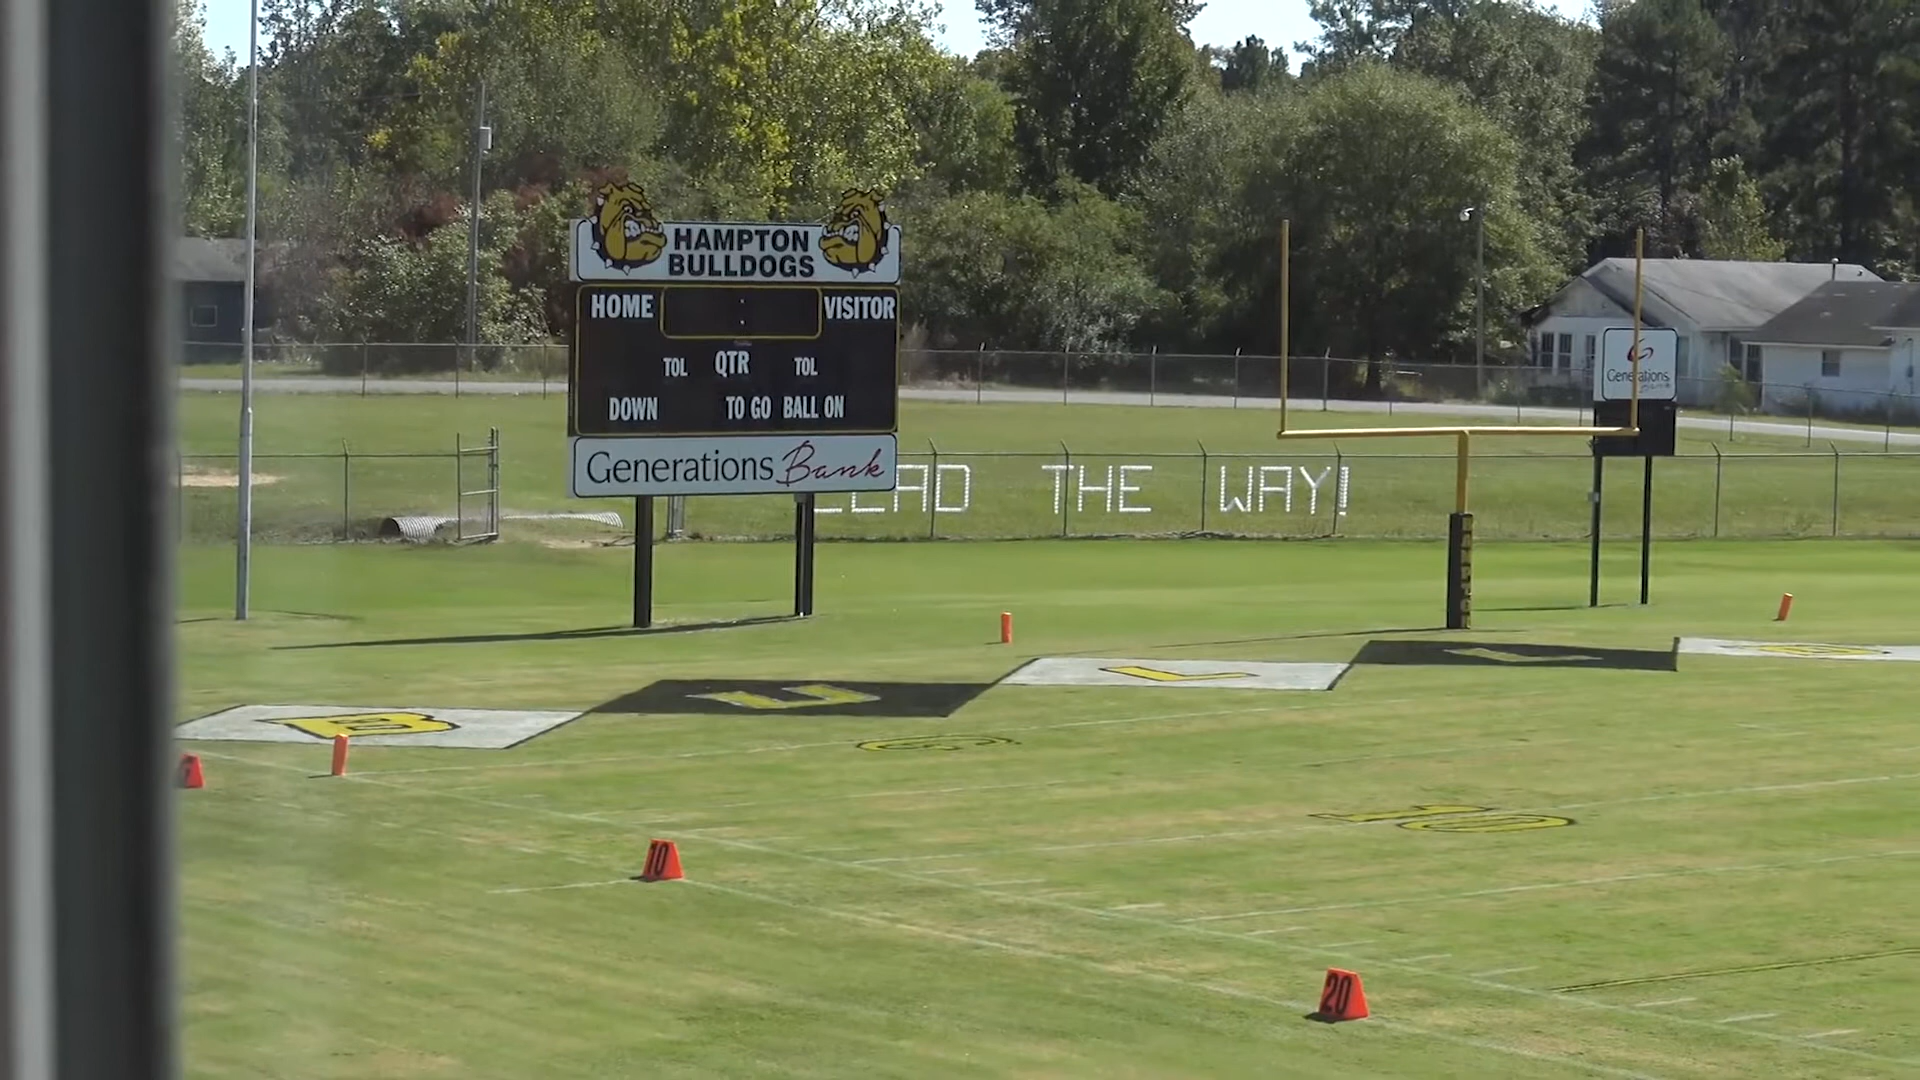 HAMPTON
BULLDOGS
HOME VISITOR
TOL QTR TOL
DOWN TO GO BALL ON
Generations Bank
LEAD THE WAY!
Generations
B U L L
10
10
20